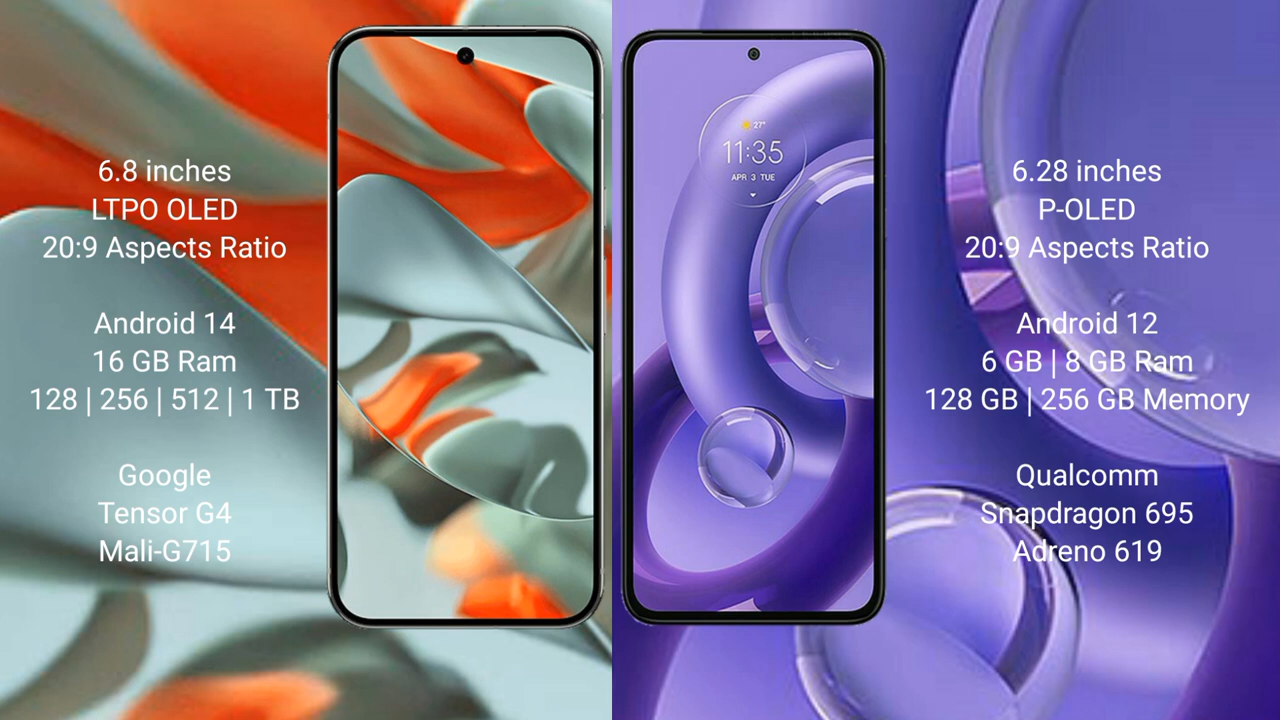 6.8 inches
LTPO OLED
20:9 Aspects Ratio
Android 14
16 GB Ram
128 | 256 | 512 | 1 TB
Google
Tensor G4
Mali-G715
27°
11:35
APR 3 TUE
6.28 inches
P-OLED
20:9 Aspects Ratio
Android 12
6 GB | 8 GB Ram
128 GB | 256 GB Memory
Qualcomm
Snapdragon 695
Adreno 619